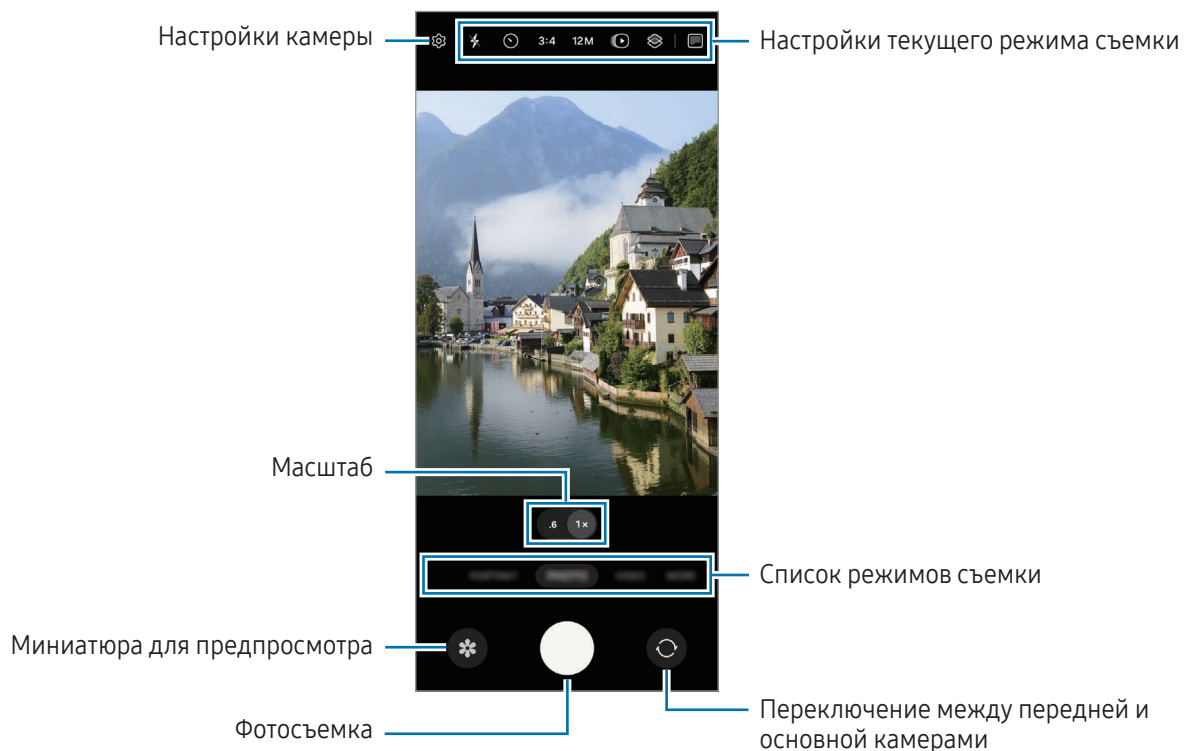 Настройки камеры
3:4 12M
Настройки текущего режима съемки
Масштаб
.6 1×
Список режимов съемки
Миниатюра для предпросмотра
Фотосъемка
Переключение между передней и
основной камерами